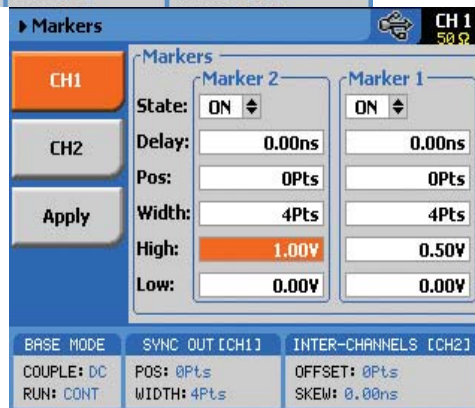 Markers CH 1
50 Ω
CH1
CH2
Apply
Markers
Marker 2 Marker 1
State: ON ON
Delay: 0.00ns 0.00ns
Pos: 0Pts 0Pts
Width: 4Pts 4Pts
High: 1.00V 0.50V
Low: 0.00V 0.00V
BASE MODE SYNC OUT [CH1] INTER-CHANNELS [CH2]
COUPLE: DC POS: 0Pts OFFSET: 0Pts
RUN: CONT WIDTH: 4Pts SKEW: 0.00ns